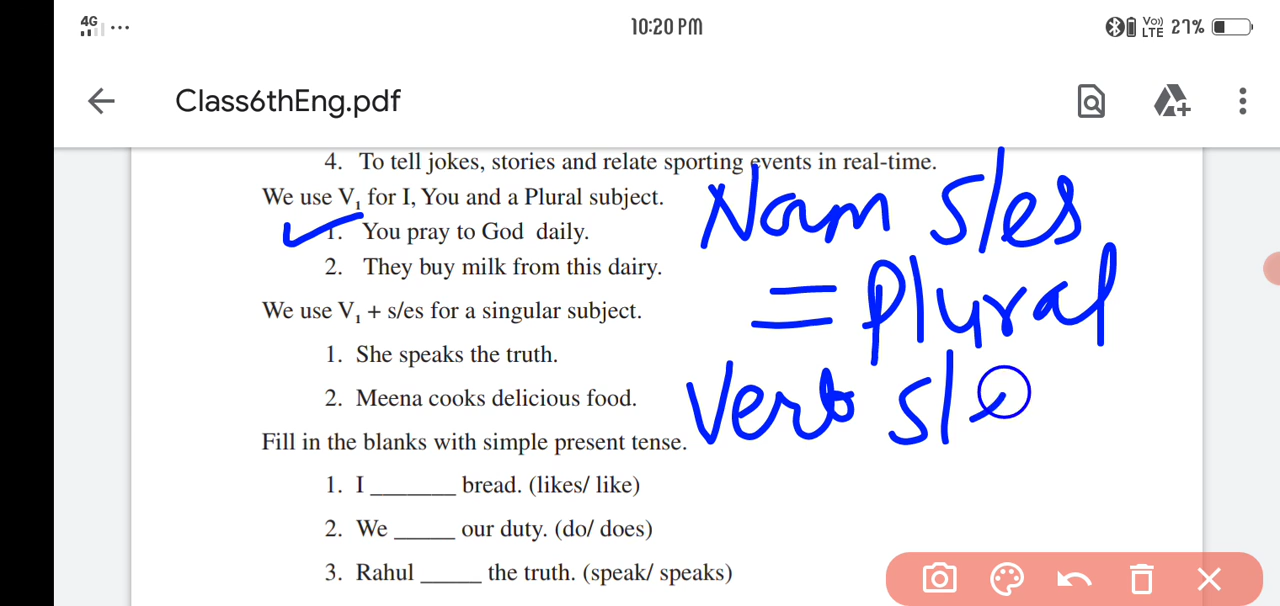 4G ... 10:20 PM Vo)) LTE 27%
Class6thEng.pdf
4. To tell jokes, stories and relate sporting events in real-time.
We use V1 for I, You and a Plural subject.
1. You pray to God daily.
2. They buy milk from this dairy.
We use V1 + s/es for a singular subject.
1. She speaks the truth.
2. Meena cooks delicious food.
Fill in the blanks with simple present tense.
1. I ________ bread. (likes/ like)
2. We _____ our duty. (do/ does)
3. Rahul _____ the truth. (speak/ speaks)
s/es
= Plural
Verb s/e